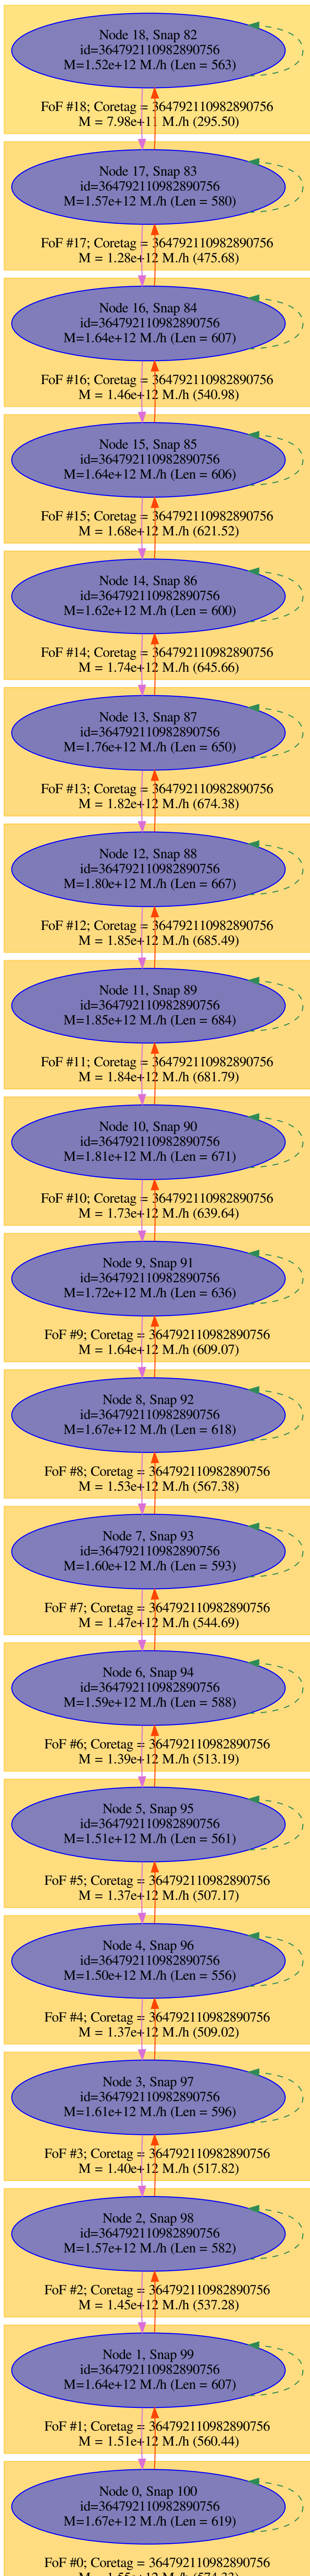 Node 18, Snap 82
id=364792110982890756
M=1.52e+12 M./h (Len = 563)
FoF #18; Coretag = 364792110982890756
M = 7.98e+11 M./h (295.50)
Node 17, Snap 83
id=364792110982890756
M=1.57e+12 M./h (Len = 580)
FoF #17; Coretag = 364792110982890756
M = 1.28e+12 M./h (475.68)
Node 16, Snap 84
id=364792110982890756
M=1.64e+12 M./h (Len = 607)
FoF #16; Coretag = 364792110982890756
M = 1.46e+12 M./h (540.98)
Node 15, Snap 85
id=364792110982890756
M=1.64e+12 M./h (Len = 606)
FoF #15; Coretag = 364792110982890756
M = 1.68e+12 M./h (621.52)
Node 14, Snap 86
id=364792110982890756
M=1.62e+12 M./h (Len = 600)
FoF #14; Coretag = 364792110982890756
M = 1.74e+12 M./h (645.66)
Node 13, Snap 87
id=364792110982890756
M=1.76e+12 M./h (Len = 650)
FoF #13; Coretag = 364792110982890756
M = 1.82e+12 M./h (674.38)
Node 12, Snap 88
id=364792110982890756
M=1.80e+12 M./h (Len = 667)
FoF #12; Coretag = 364792110982890756
M = 1.85e+12 M./h (685.49)
Node 11, Snap 89
id=364792110982890756
M=1.85e+12 M./h (Len = 684)
FoF #11; Coretag = 364792110982890756
M = 1.84e+12 M./h (681.79)
Node 10, Snap 90
id=364792110982890756
M=1.81e+12 M./h (Len = 671)
FoF #10; Coretag = 364792110982890756
M = 1.73e+12 M./h (639.64)
Node 9, Snap 91
id=364792110982890756
M=1.72e+12 M./h (Len = 636)
FoF #9; Coretag = 364792110982890756
M = 1.64e+12 M./h (609.07)
Node 8, Snap 92
id=364792110982890756
M=1.67e+12 M./h (Len = 618)
FoF #8; Coretag = 364792110982890756
M = 1.53e+12 M./h (567.38)
Node 7, Snap 93
id=364792110982890756
M=1.60e+12 M./h (Len = 593)
FoF #7; Coretag = 364792110982890756
M = 1.47e+12 M./h (544.69)
Node 6, Snap 94
id=364792110982890756
M=1.59e+12 M./h (Len = 588)
FoF #6; Coretag = 364792110982890756
M = 1.39e+12 M./h (513.19)
Node 5, Snap 95
id=364792110982890756
M=1.51e+12 M./h (Len = 561)
FoF #5; Coretag = 364792110982890756
M = 1.37e+12 M./h (507.17)
Node 4, Snap 96
id=364792110982890756
M=1.50e+12 M./h (Len = 556)
FoF #4; Coretag = 364792110982890756
M = 1.37e+12 M./h (509.02)
Node 3, Snap 97
id=364792110982890756
M=1.61e+12 M./h (Len = 596)
FoF #3; Coretag = 364792110982890756
M = 1.40e+12 M./h (517.82)
Node 2, Snap 98
id=364792110982890756
M=1.57e+12 M./h (Len = 582)
FoF #2; Coretag = 364792110982890756
M = 1.45e+12 M./h (537.28)
Node 1, Snap 99
id=364792110982890756
M=1.64e+12 M./h (Len = 607)
FoF #1; Coretag = 364792110982890756
M = 1.51e+12 M./h (560.44)
Node 0, Snap 100
id=364792110982890756
M=1.67e+12 M./h (Len = 619)
FoF #0; Coretag = 364792110982890756